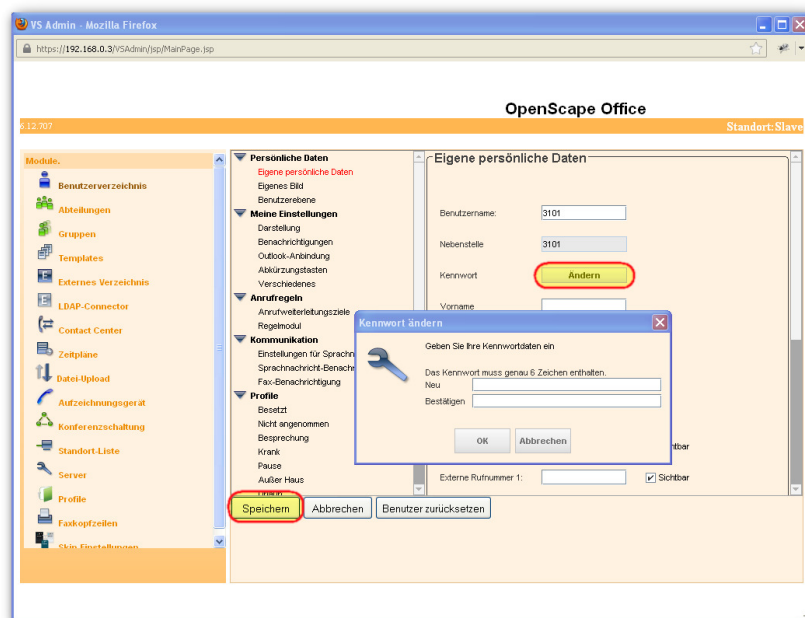 VS Admin - Mozilla Firefox
https://192.168.0.3/VSAdmin/jsp/MainPage.jsp
OpenScape Office
6.12.707
Standort: Slave
Module.
Benutzerverzeichnis
Abteilungen
Gruppen
Templates
Externes Verzeichnis
LDAP-Connector
Contact Center
Zeitpläne
Datei-Upload
Aufzeichnungsgerät
Konferenzschaltung
Standort-Liste
Server
Profile
Faxkopfzeilen
Skin Einstellungen
Persönliche Daten
Eigene persönliche Daten
Eigenes Bild
Benutzerebene
Meine Einstellungen
Darstellung
Benachrichtigungen
Outlook-Anbindung
Abkürzungstasten
Verschiedenes
Anrufregeln
Anrufweiterleitungsziele
Regelmodul
Kommunikation
Einstellungen für Sprachn
Sprachnachricht-Benachr
Fax-Benachrichtigung
Profile
Besetzt
Nicht angenommen
Besprechung
Krank
Pause
Außer Haus
Urlaub
Eigene persönliche Daten
Benutzername: 3101
Nebenstelle 3101
Kennwort Ändern
Vorname
Kennwort ändern
Geben Sie Ihre Kennwortdaten ein
Das Kennwort muss genau 6 Zeichen enthalten.
Neu
Bestätigen
OK Abbrechen
htbar
Externe Rufnummer 1: Sichtbar
Speichern Abbrechen Benutzer zurücksetzen